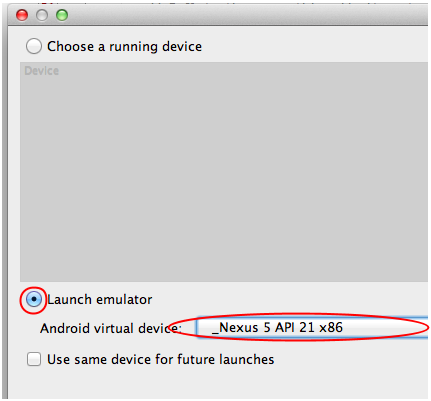 Choose a running device
Device
Launch emulator
Android virtual device: _Nexus 5 API 21 x86
Use same device for future launches